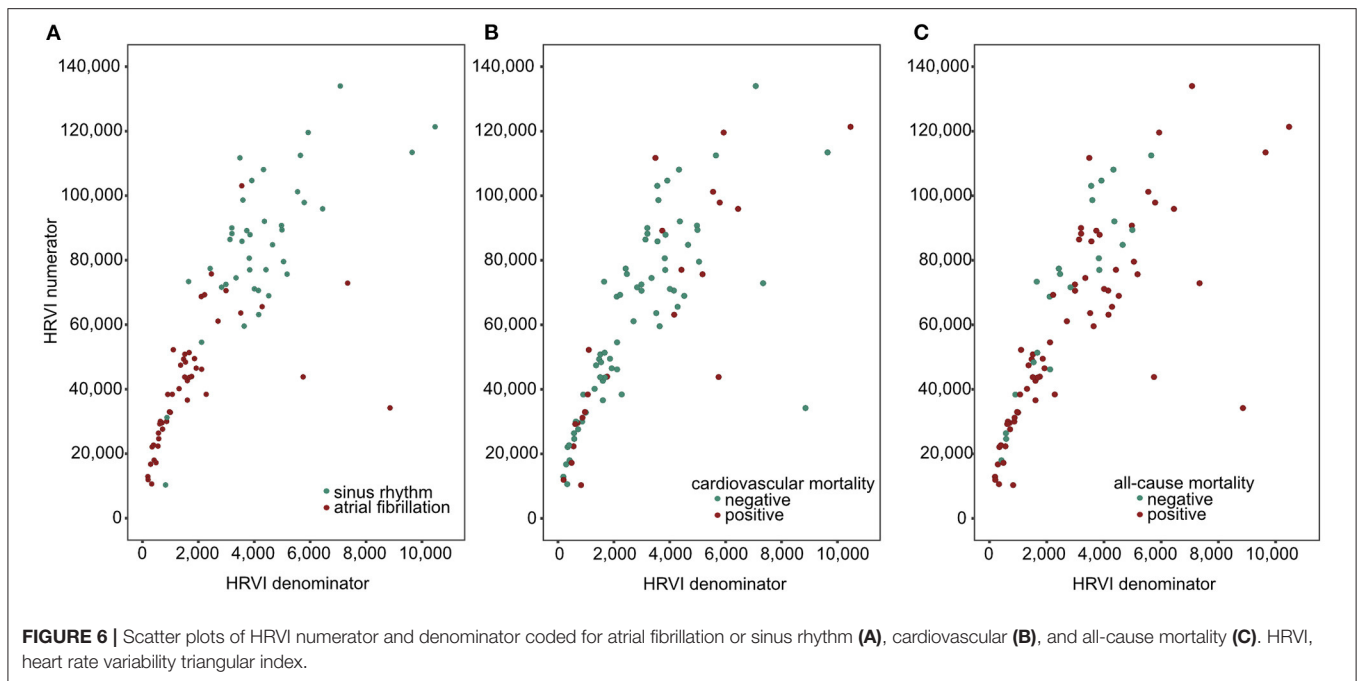 A
B
C
HRVI numerator
140,000
120,000
100,000
80,000
60,000
40,000
20,000
0
0 2,000 4,000 6,000 8,000 10,000
HRVI denominator
sinus rhythm
atrial fibrillation
140,000
120,000
100,000
80,000
60,000
40,000
20,000
0
0 2,000 4,000 6,000 8,000 10,000
HRVI denominator
cardiovascular mortality
negative
positive
140,000
120,000
100,000
80,000
60,000
40,000
20,000
0
0 2,000 4,000 6,000 8,000 10,000
HRVI denominator
all-cause mortality
negative
positive
FIGURE 6 | Scatter plots of HRVI numerator and denominator coded for atrial fibrillation or sinus rhythm (A), cardiovascular (B), and all-cause mortality (C). HRVI,
heart rate variability triangular index.